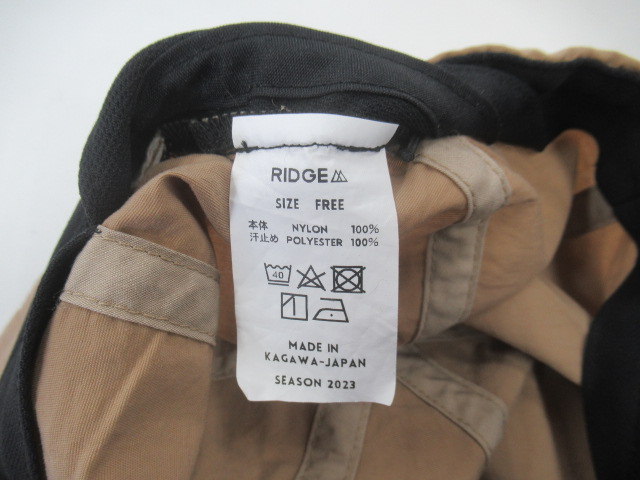 RIDGE
SIZE FREE
本体 NYLON 100%
汗止め POLYESTER 100%
40
MADE IN
KAGAWA-JAPAN
SEASON 2023